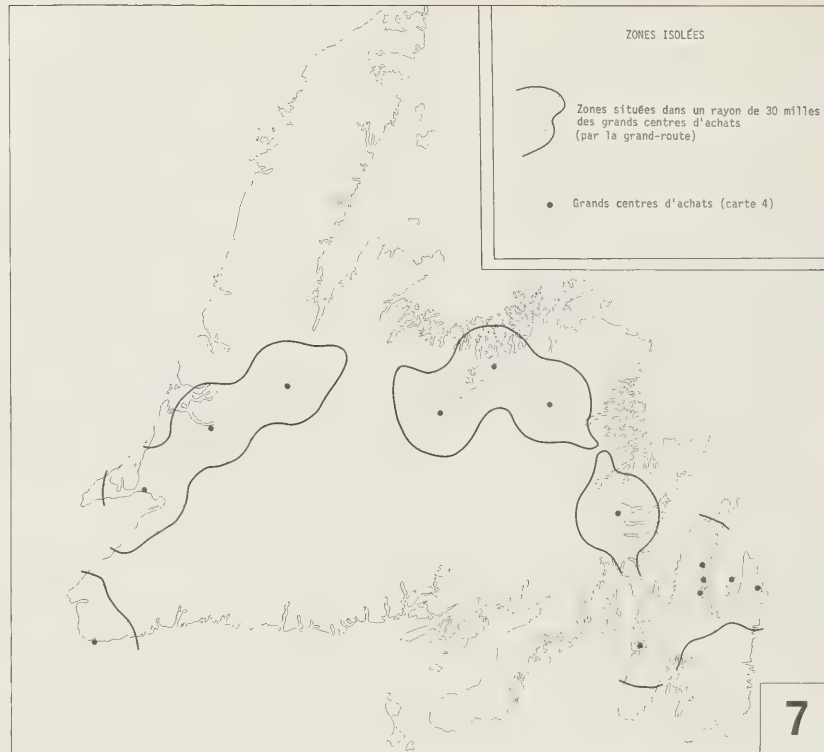 ZONES ISOLÉES
Zones situées dans un rayon de 30 milles
des grands centres d'achats
(par la grand-route)
Grands centres d'achats (carte 4)
7